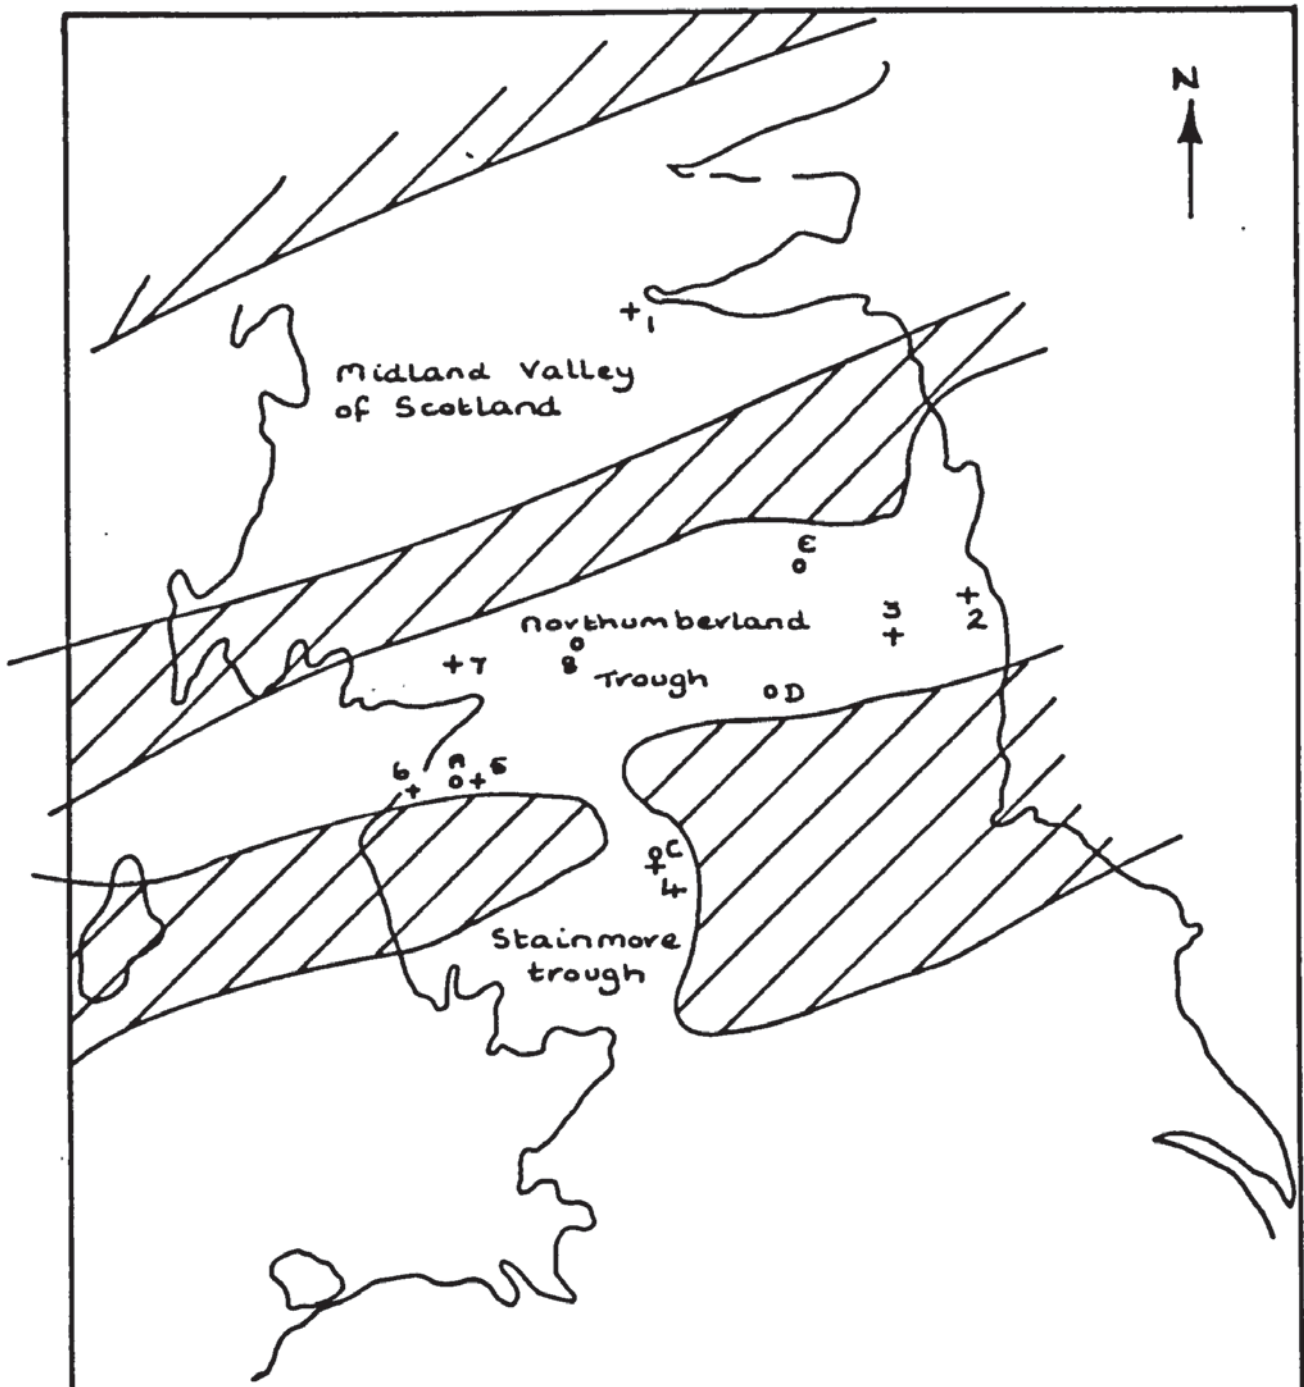 N
1
Midland Valley
of Scotland
E
3
2
Northumberland
8
7
Trough
D
6
A
5
C
4
Stainmore
trough